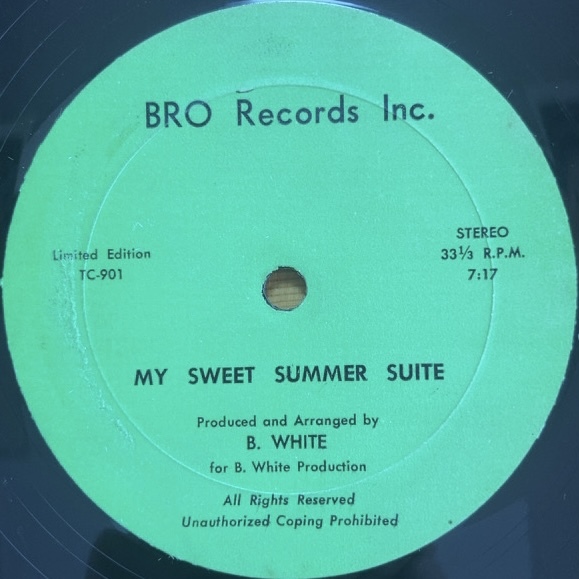 BRO Records Inc.
Limited Edition
TC-901
STEREO
33⅓ R.P.M.
7:17
MY SWEET SUMMER SUITE
Produced and Arranged by
B. WHITE
for B. White Production
All Rights Reserved
Unauthorized Coping Prohibited